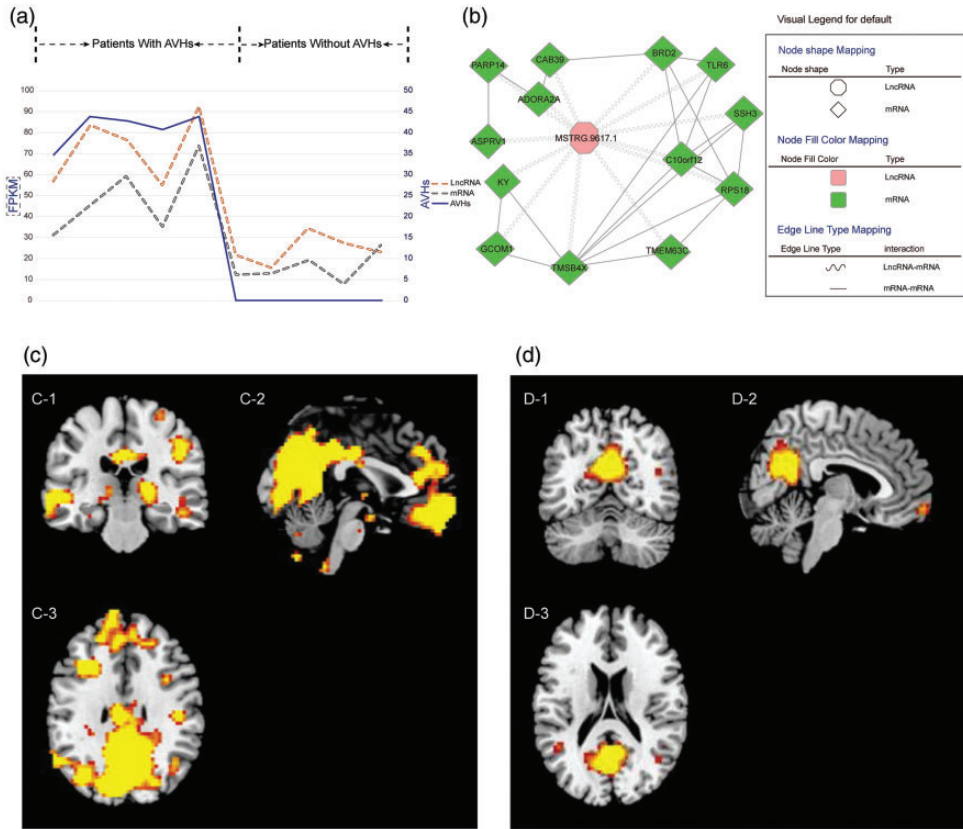 (a)
Patients With AVHs
Patients Without AVHs
100
90
80
70
60
50
40
30
20
10
0
FPKM
50
45
40
35
30
25
20
15
10
5
0
AVHs
LncRNA
mRNA
AVHs
(b)
PARP14
CAB39
BRD2
TLR6
ADORA2A
SSH3
MSTRG.9617.1
ASPRV1
C10orf12
KY
RPS18
GCOM1
TMSB4X
TMEM63C
Visual Legend for default
Node shape Mapping
Node shape Type
LncRNA
mRNA
Node Fill Color Mapping
Node Fill Color Type
LncRNA
mRNA
Edge Line Type Mapping
Edge Line Type interaction
LncRNA-mRNA
mRNA-mRNA
(c)
C-1
C-2
C-3
(d)
D-1
D-2
D-3